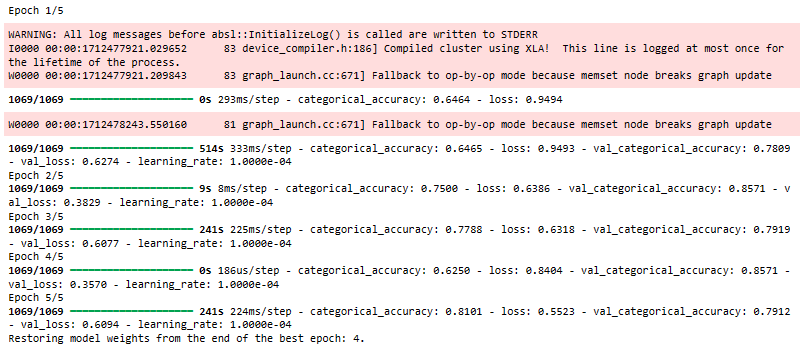 Epoch 1/5
WARNING: All log messages before absl::InitializeLog() is called are written to STDERR
I0000 00:00:1712477921.029652      83 device_compiler.h:186] Compiled cluster using XLA!  This line is logged at most once for
the lifetime of the process.
W0000 00:00:1712477921.209843      83 graph_launch.cc:671] Fallback to op-by-op mode because memset node breaks graph update
1069/1069 ━━━━━━━━━━━━━━━━━━━━ 0s 293ms/step - categorical_accuracy: 0.6464 - loss: 0.9494
W0000 00:00:1712478243.550160      81 graph_launch.cc:671] Fallback to op-by-op mode because memset node breaks graph update
1069/1069 ━━━━━━━━━━━━━━━━━━━━ 514s 333ms/step - categorical_accuracy: 0.6465 - loss: 0.9493 - val_categorical_accuracy: 0.7809
- val_loss: 0.6274 - learning_rate: 1.0000e-04
Epoch 2/5
1069/1069 ━━━━━━━━━━━━━━━━━━━━ 9s 8ms/step - categorical_accuracy: 0.7500 - loss: 0.6386 - val_categorical_accuracy: 0.8571 - v
al_loss: 0.3829 - learning_rate: 1.0000e-04
Epoch 3/5
1069/1069 ━━━━━━━━━━━━━━━━━━━━ 241s 225ms/step - categorical_accuracy: 0.7788 - loss: 0.6318 - val_categorical_accuracy: 0.7919
- val_loss: 0.6077 - learning_rate: 1.0000e-04
Epoch 4/5
1069/1069 ━━━━━━━━━━━━━━━━━━━━ 0s 186us/step - categorical_accuracy: 0.6250 - loss: 0.8404 - val_categorical_accuracy: 0.8571 -
val_loss: 0.3570 - learning_rate: 1.0000e-04
Epoch 5/5
1069/1069 ━━━━━━━━━━━━━━━━━━━━ 241s 224ms/step - categorical_accuracy: 0.8101 - loss: 0.5523 - val_categorical_accuracy: 0.7912
- val_loss: 0.6094 - learning_rate: 1.0000e-04
Restoring model weights from the end of the best epoch: 4.